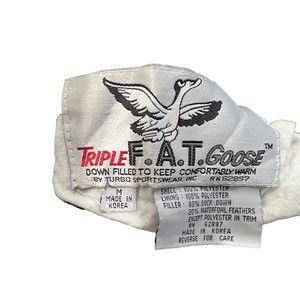 TRIPLE F.A.T. GOOSE™
DOWN FILLED TO KEEP COMFORTABLY WARM
BY TURBO SPORTSWEAR INC. RN 62897
M
MADE IN
KOREA
SHELL : 100% POLYESTER
LINING : 100% POLYESTER
FILLER : 80% DUCK DOWN
20% WATERFOWL FEATHERS
EXCEPT POLYESTER IN TRIM
RN 62897
MADE IN KOREA
REVERSE FOR CARE